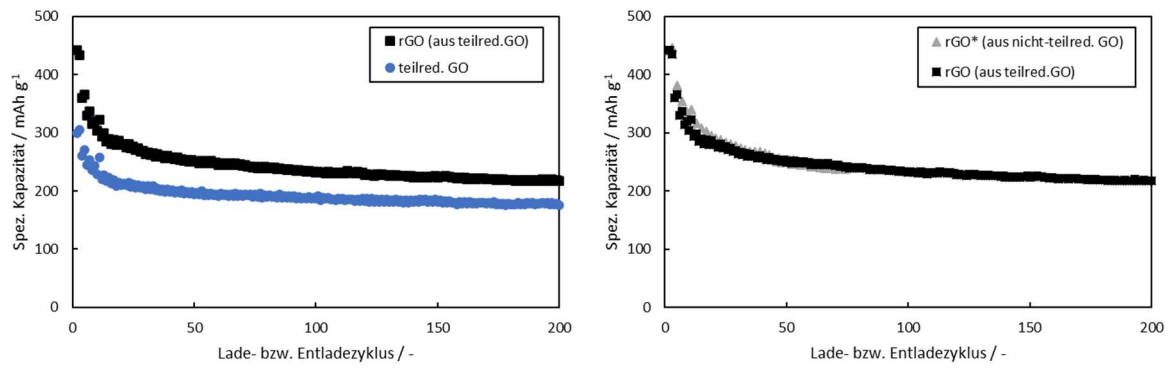 500
400
300
200
100
0
Spez. Kapazität / mAh g⁻¹
rGO (aus teilred.GO)
teilred. GO
0 50 100 150 200
Lade- bzw. Entladezyklus / -
500
400
300
200
100
0
Spez. Kapazität / mAh g⁻¹
rGO* (aus nicht-teilred. GO)
rGO (aus teilred.GO)
0 50 100 150 200
Lade- bzw. Entladezyklus / -